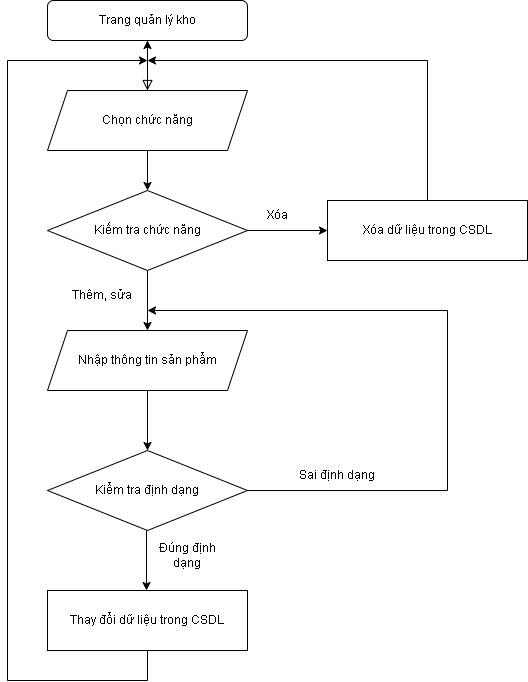 Trang quản lý kho
Chọn chức năng
Kiểm tra chức năng
Xóa
Xóa dữ liệu trong CSDL
Thêm, sửa
Nhập thông tin sản phẩm
Kiểm tra định dạng
Sai định dạng
Đúng định
dạng
Thay đổi dữ liệu trong CSDL